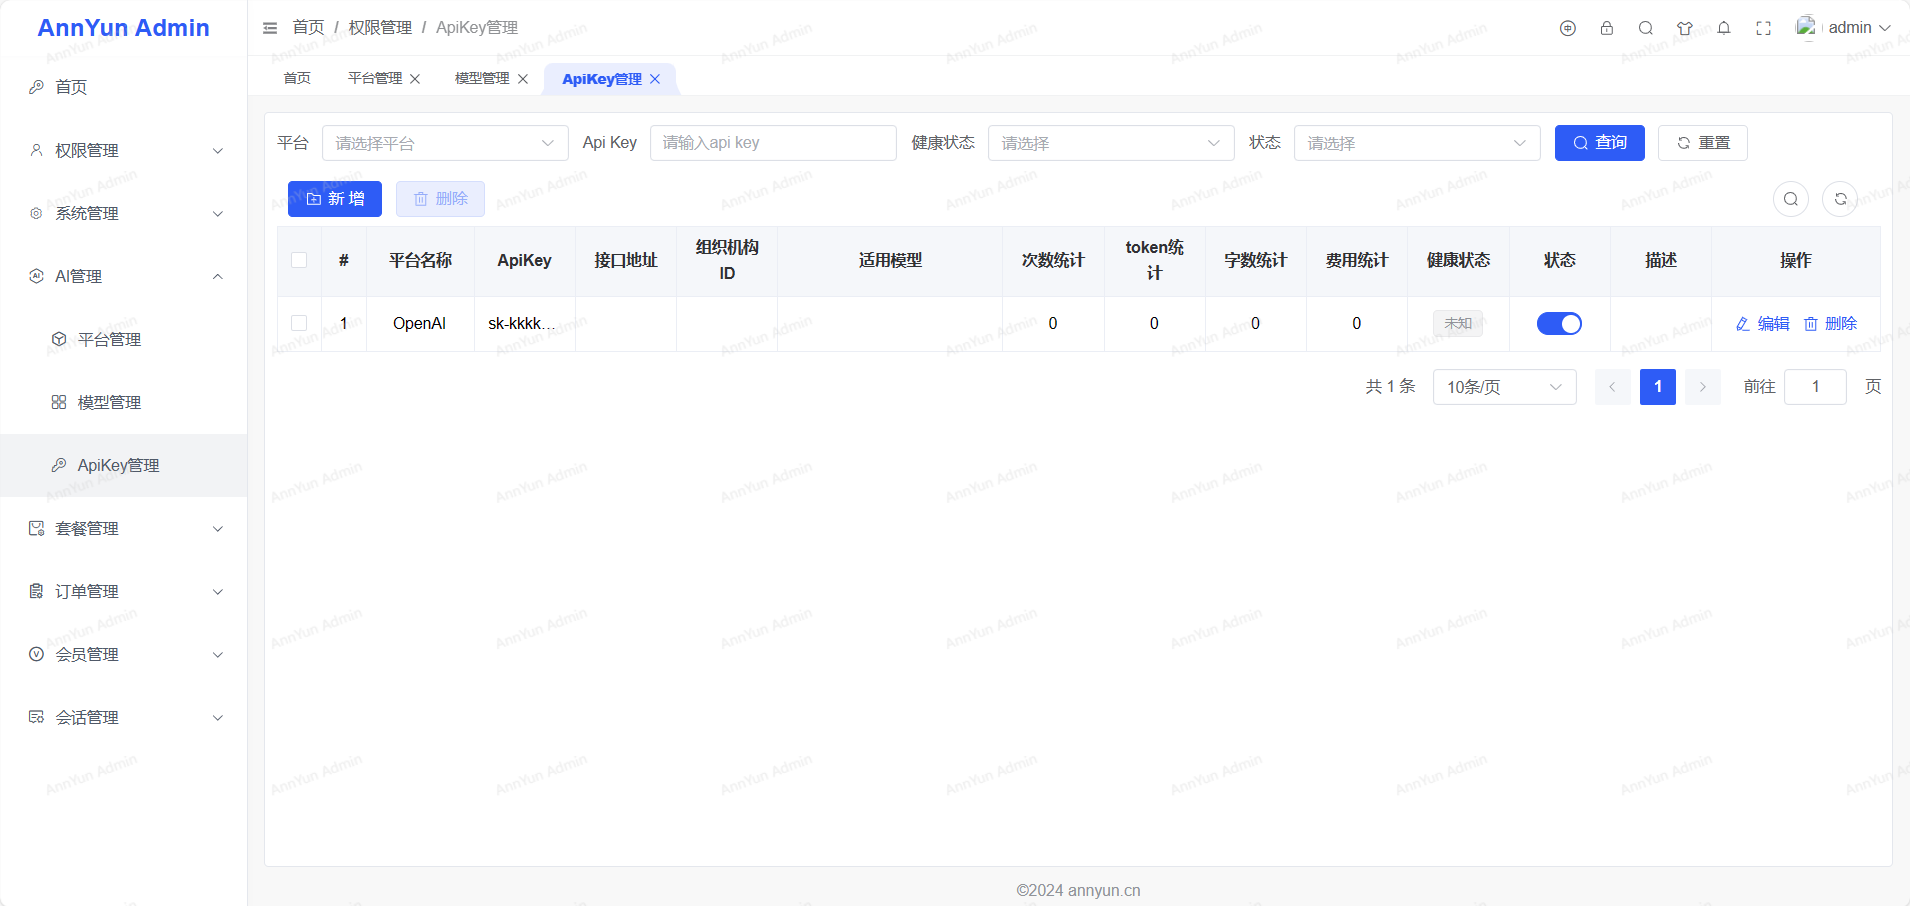 AnnYun Admin
首页 / 权限管理 / ApiKey管理
admin
首页
平台管理
模型管理
ApiKey管理
首页
权限管理
系统管理
AI管理
平台管理
模型管理
ApiKey管理
套餐管理
订单管理
会员管理
会话管理
平台 请选择平台 Api Key 请输入api key 健康状态 请选择 状态 请选择 查询 重置
新 增 删除
# 平台名称 ApiKey 接口地址 组织机构ID 适用模型 次数统计 token统计 字数统计 费用统计 健康状态 状态 描述 操作
1 OpenAI sk-kkkk... 0 0 0 0 未知 编辑 删除
共 1 条 10条/页 1 前往 1 页
©2024 annyun.cn